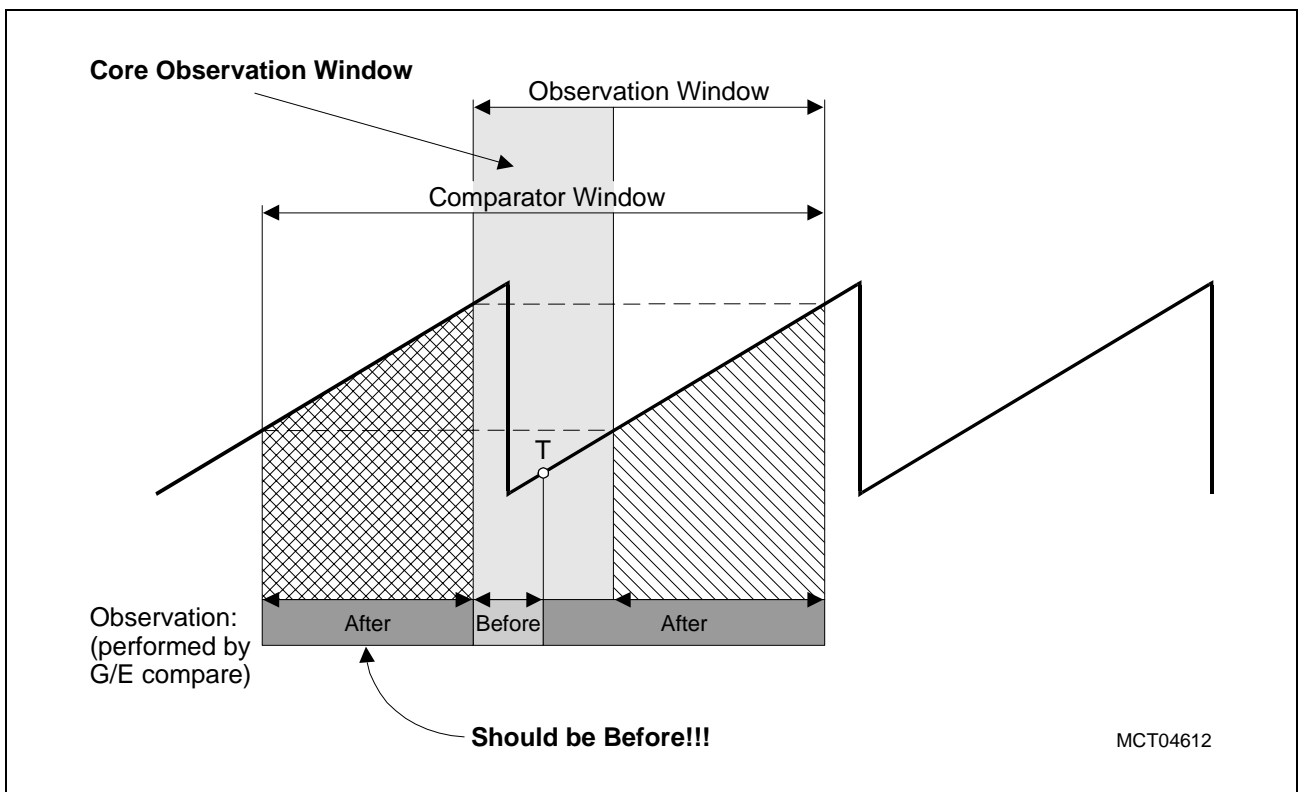 Core Observation Window
Observation Window
Comparator Window
T
Observation:
(performed by
G/E compare)
After
Before
After
Should be Before!!!
MCT04612